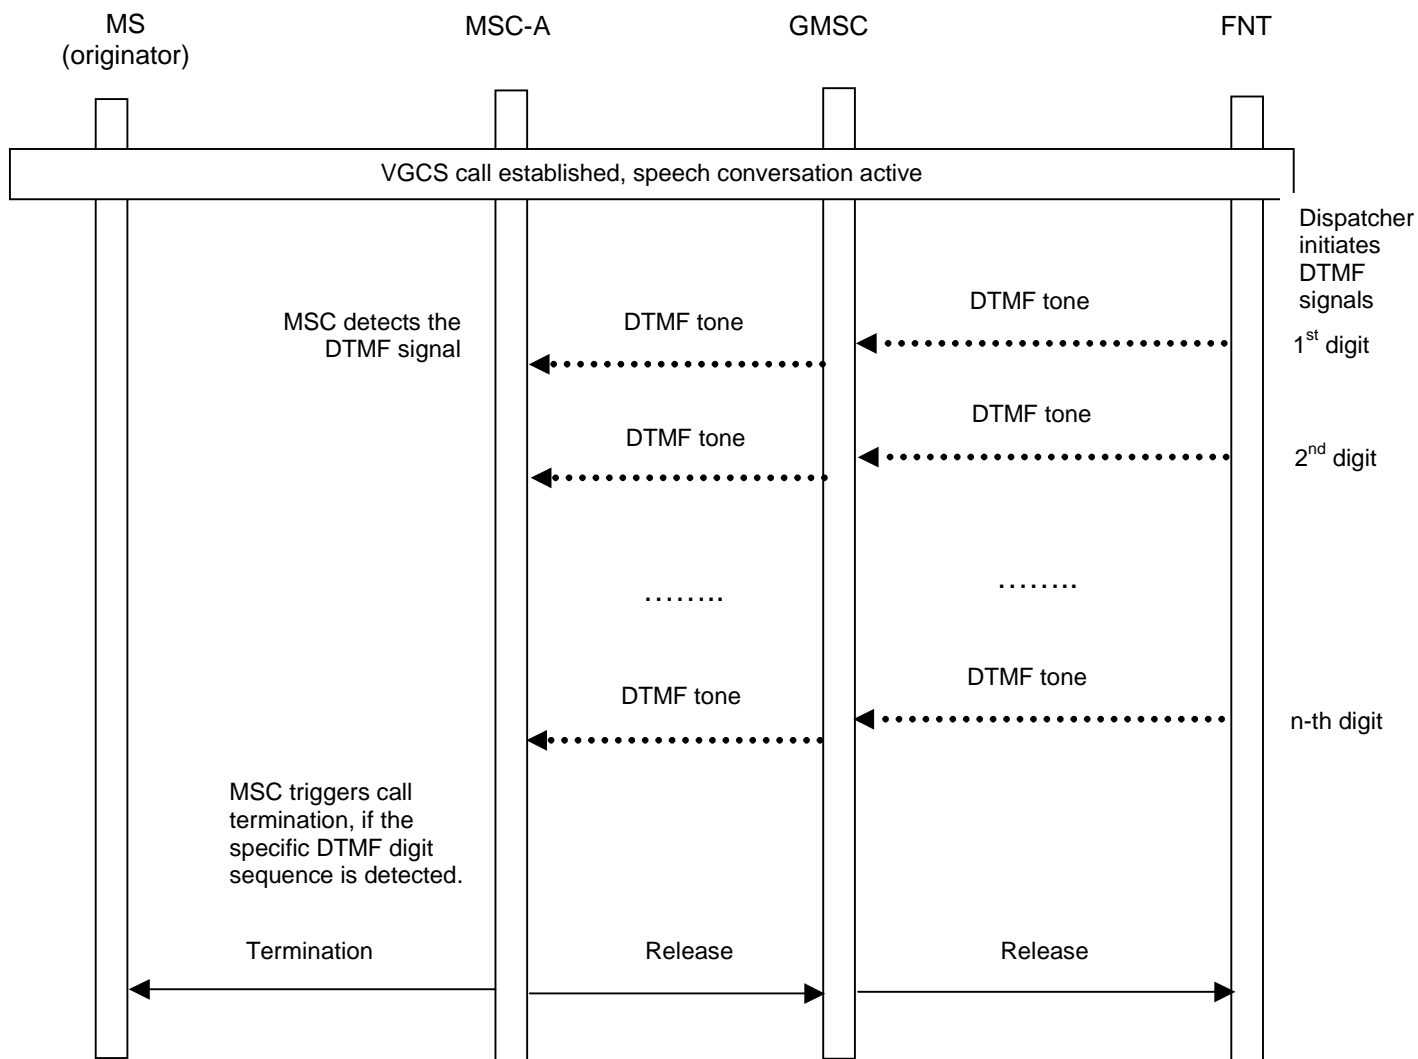 MS
(originator)
MSC-A
GMSC
FNT
VGCS call established, speech conversation active
Dispatcher
initiates
DTMF
signals
MSC detects the
DTMF signal
DTMF tone
DTMF tone
1st digit
DTMF tone
DTMF tone
2nd digit
........
........
DTMF tone
DTMF tone
n-th digit
MSC triggers call
termination, if the
specific DTMF digit
sequence is detected.
Termination
Release
Release